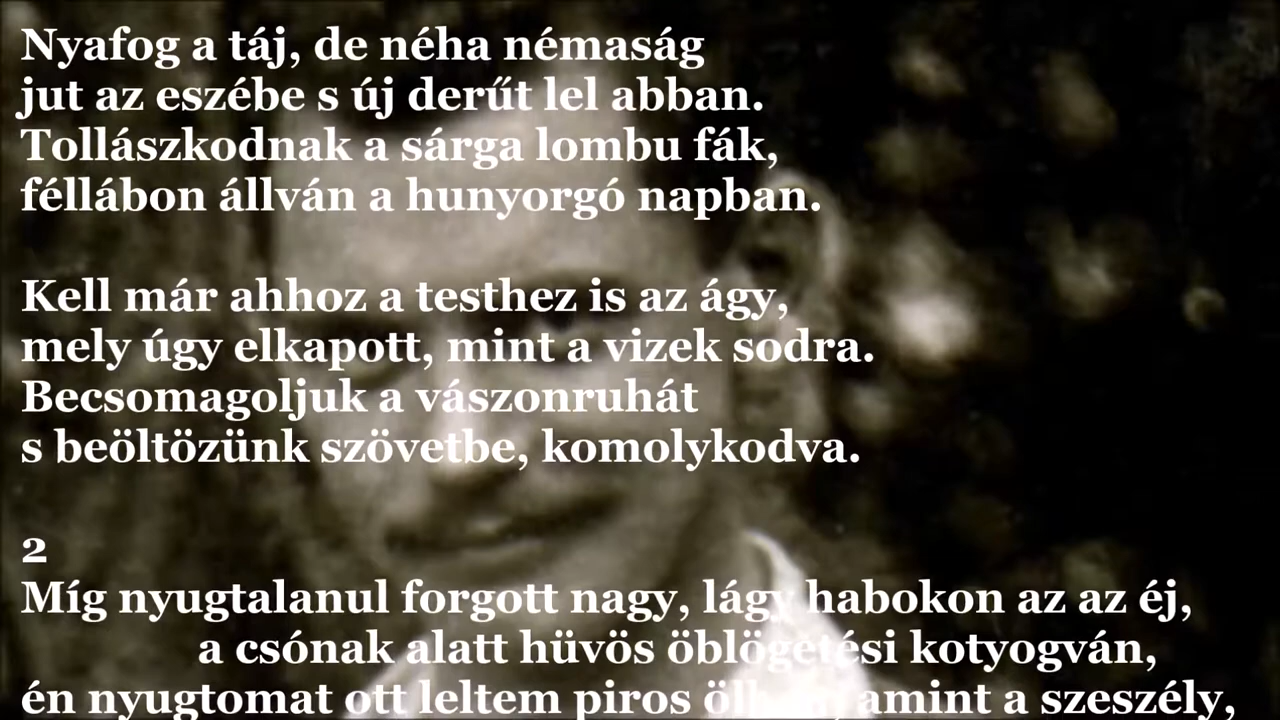 Nyafog a táj, de néha némaság
jut az eszébe s új derűt lel abban.
Tollászkodnak a sárga lombu fák,
féllábon állván a hunyorgó napban.
Kell már ahhoz a testhez is az ágy,
mely úgy elkapott, mint a vizek sodra.
Becsomagoljuk a vászonruhát
s beöltözünk szövetbe, komolykodva.
2
Míg nyugtalanul forgott nagy, lágy habokon az az éj,
a csónak alatt hüvös öblögetési kotyogván,
én nyugtomat ott leltem piros amint a szeszély,